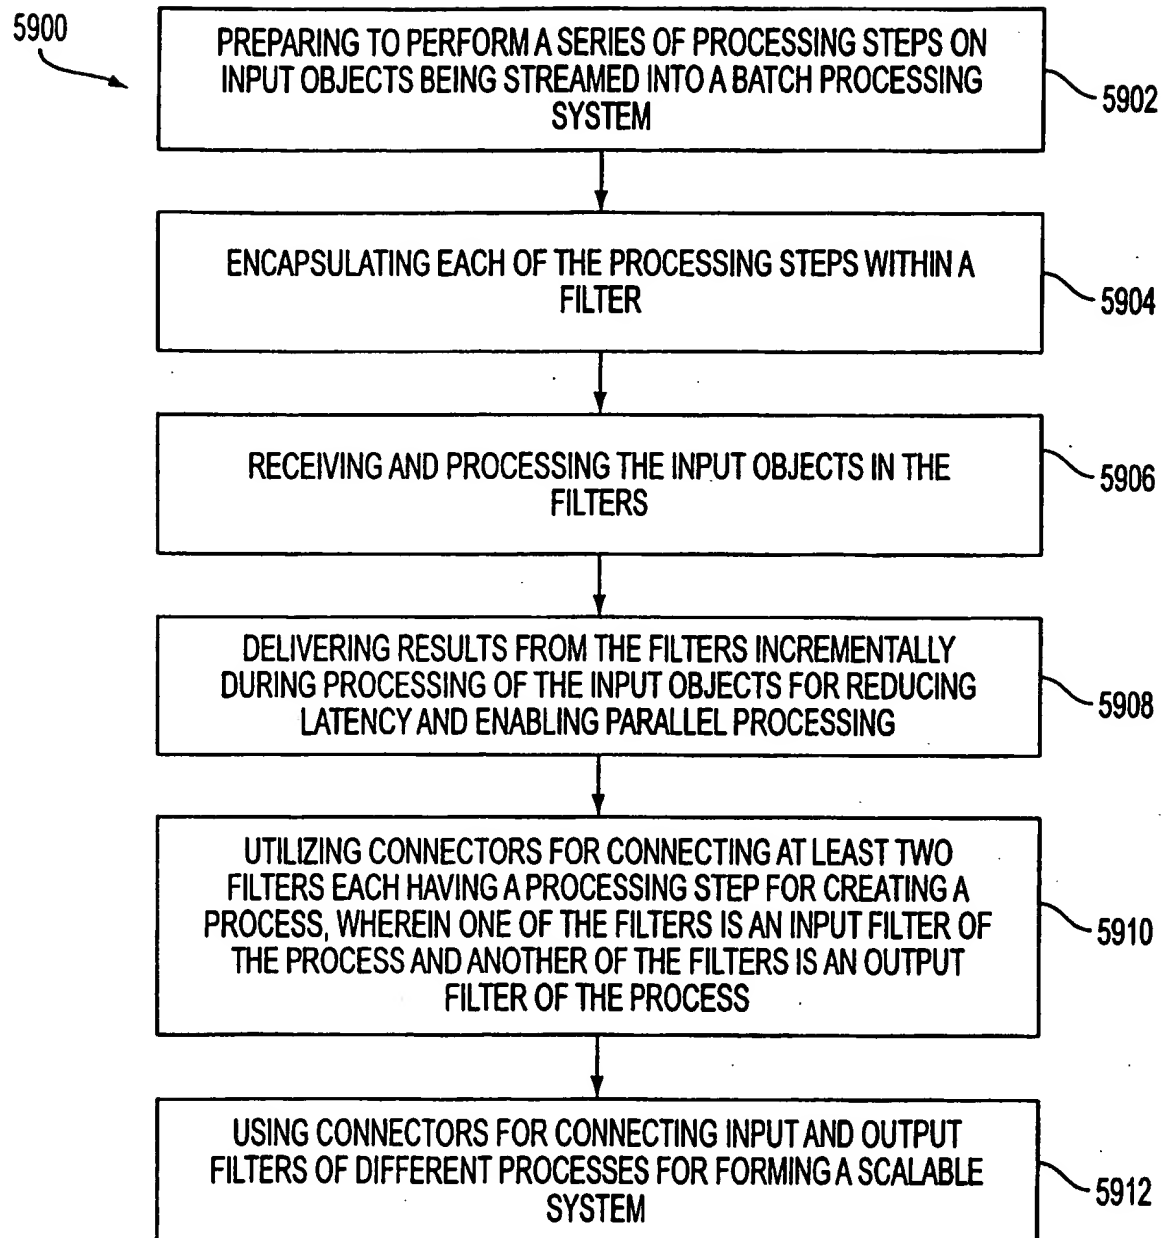 5900
PREPARING TO PERFORM A SERIES OF PROCESSING STEPS ON
INPUT OBJECTS BEING STREAMED INTO A BATCH PROCESSING
SYSTEM
5902
ENCAPSULATING EACH OF THE PROCESSING STEPS WITHIN A
FILTER
5904
RECEIVING AND PROCESSING THE INPUT OBJECTS IN THE
FILTERS
5906
DELIVERING RESULTS FROM THE FILTERS INCREMENTALLY
DURING PROCESSING OF THE INPUT OBJECTS FOR REDUCING
LATENCY AND ENABLING PARALLEL PROCESSING
5908
UTILIZING CONNECTORS FOR CONNECTING AT LEAST TWO
FILTERS EACH HAVING A PROCESSING STEP FOR CREATING A
PROCESS, WHEREIN ONE OF THE FILTERS IS AN INPUT FILTER OF
THE PROCESS AND ANOTHER OF THE FILTERS IS AN OUTPUT
FILTER OF THE PROCESS
5910
USING CONNECTORS FOR CONNECTING INPUT AND OUTPUT
FILTERS OF DIFFERENT PROCESSES FOR FORMING A SCALABLE
SYSTEM
5912